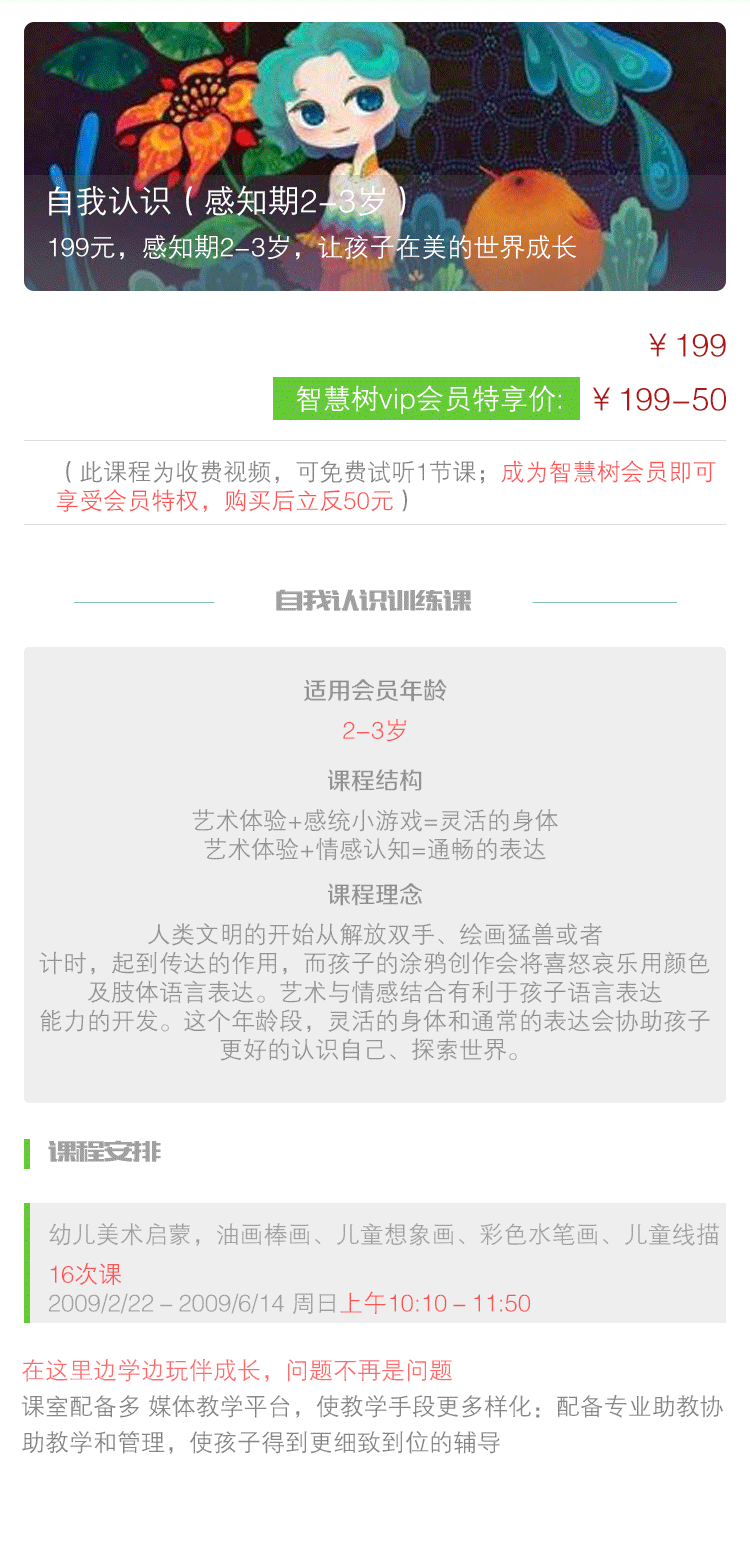 自我认识（感知期2-3岁）
199元，感知期2-3岁，让孩子在美的世界成长
¥ 199
智慧树vip会员特享价: ¥ 199-50
（此课程为收费视频，可免费试听1节课；成为智慧树会员即可
享受会员特权，购买后立反50元）
自我认识训练课
适用会员年龄
2-3岁
课程结构
艺术体验+感统小游戏=灵活的身体
艺术体验+情感认知=通畅的表达
课程理念
人类文明的开始从解放双手、绘画猛兽或者
计时，起到传达的作用，而孩子的涂鸦创作会将喜怒哀乐用颜色
及肢体语言表达。艺术与情感结合有利于孩子语言表达
能力的开发。这个年龄段，灵活的身体和通常的表达会协助孩子
更好的认识自己、探索世界。
课程安排
幼儿美术启蒙，油画棒画、儿童想象画、彩色水笔画、儿童线描
16次课
2009/2/22 - 2009/6/14 周日上午10:10 - 11:50
在这里边学边玩伴成长，问题不再是问题
课室配备多 媒体教学平台，使教学手段更多样化：配备专业助教协
助教学和管理，使孩子得到更细致到位的辅导